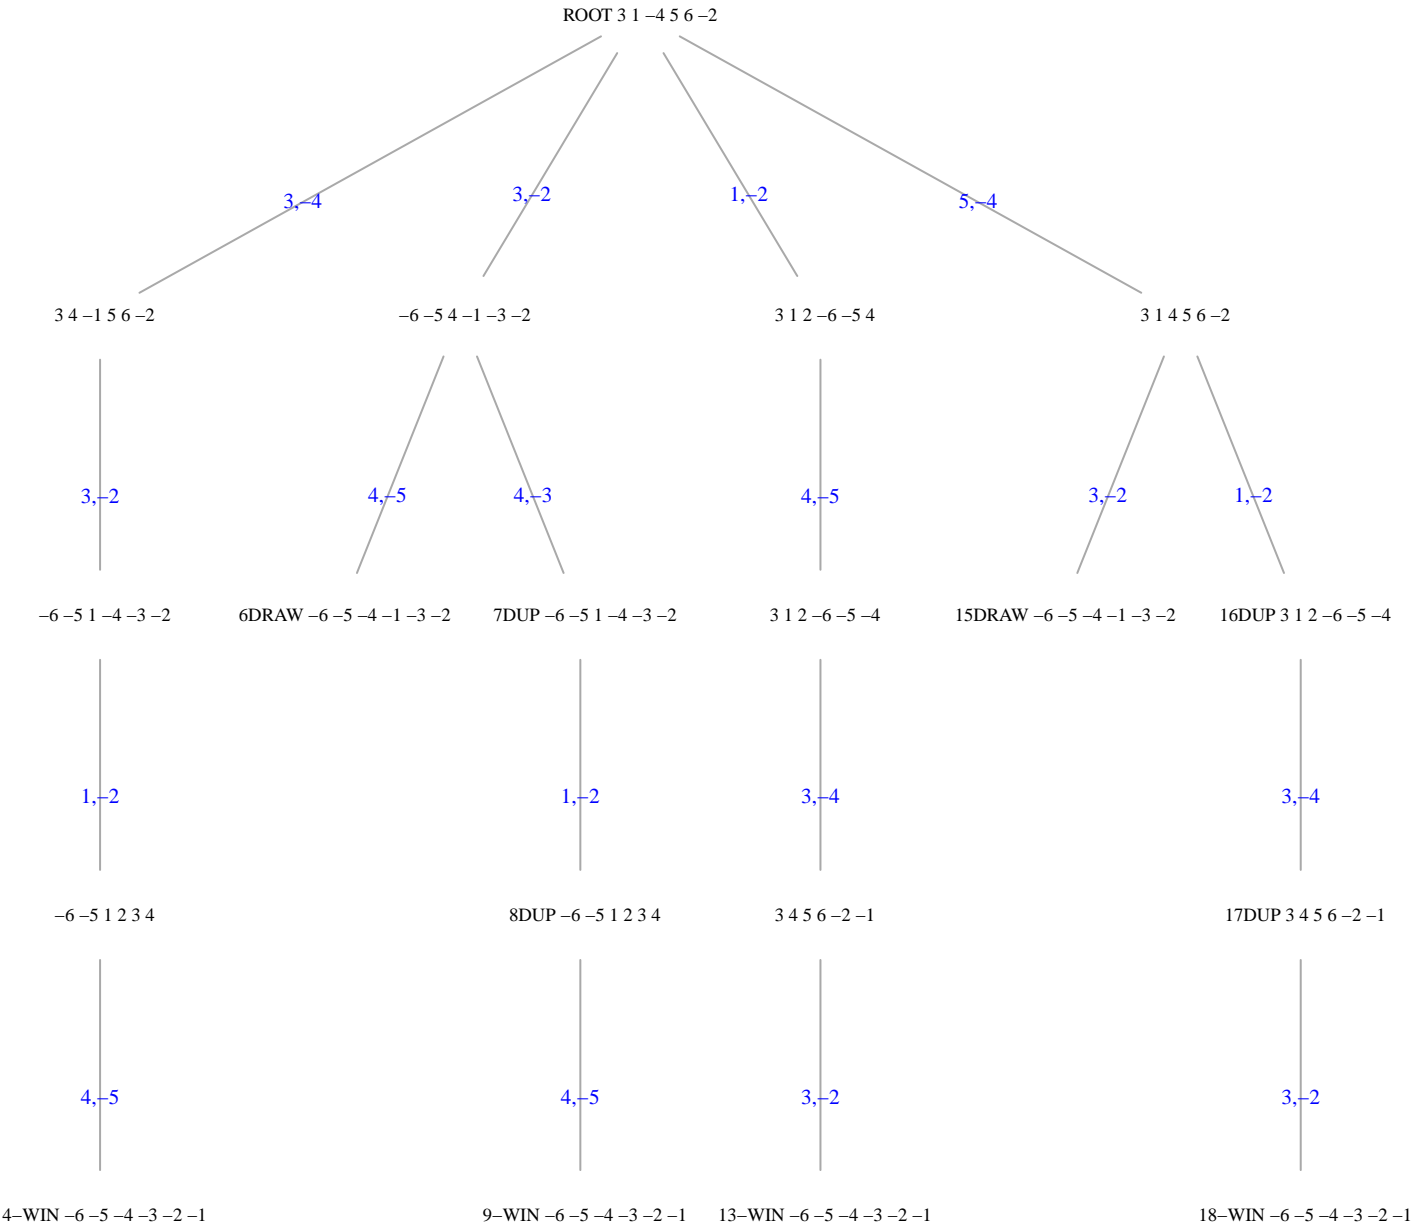 ROOT 3 1 –4 5 6 –2
3,–4
3,–2
1,–2
5,–4
3 4 –1 5 6 –2
–6 –5 4 –1 –3 –2
3 1 2 –6 –5 4
3 1 4 5 6 –2
3,–2
4,–5
4,–3
4,–5
3,–2
1,–2
–6 –5 1 –4 –3 –2
6DRAW –6 –5 –4 –1 –3 –2
7DUP –6 –5 1 –4 –3 –2
3 1 2 –6 –5 –4
15DRAW –6 –5 –4 –1 –3 –2
16DUP 3 1 2 –6 –5 –4
1,–2
1,–2
3,–4
3,–4
–6 –5 1 2 3 4
8DUP –6 –5 1 2 3 4
3 4 5 6 –2 –1
17DUP 3 4 5 6 –2 –1
4,–5
4,–5
3,–2
3,–2
4–WIN –6 –5 –4 –3 –2 –1
9–WIN –6 –5 –4 –3 –2 –1
13–WIN –6 –5 –4 –3 –2 –1
18–WIN –6 –5 –4 –3 –2 –1